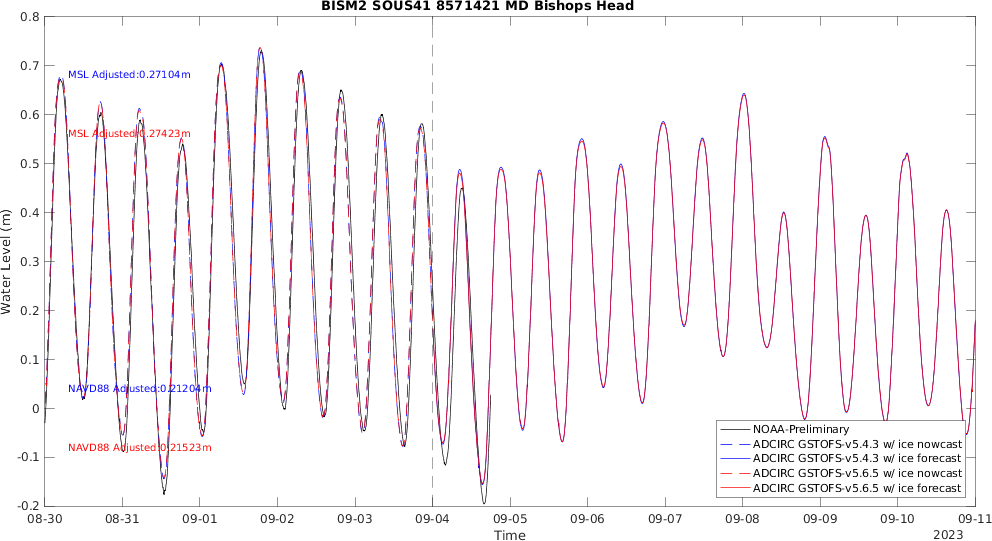 BISM2 SOUS41 8571421 MD Bishops Head
0.8
0.7
0.6
0.5
0.4
0.3
0.2
0.1
0
-0.1
-0.2
Water Level (m)
MSL Adjusted:0.27104m
MSL Adjusted:0.27423m
NAVD88 Adjusted:0.21204m
NAVD88 Adjusted:0.21523m
NOAA-Preliminary
ADCIRC GSTOFS-v5.4.3 w/ ice nowcast
ADCIRC GSTOFS-v5.4.3 w/ ice forecast
ADCIRC GSTOFS-v5.6.5 w/ ice nowcast
ADCIRC GSTOFS-v5.6.5 w/ ice forecast
08-30 08-31 09-01 09-02 09-03 09-04 09-05 09-06 09-07 09-08 09-09 09-10 09-11
Time
2023